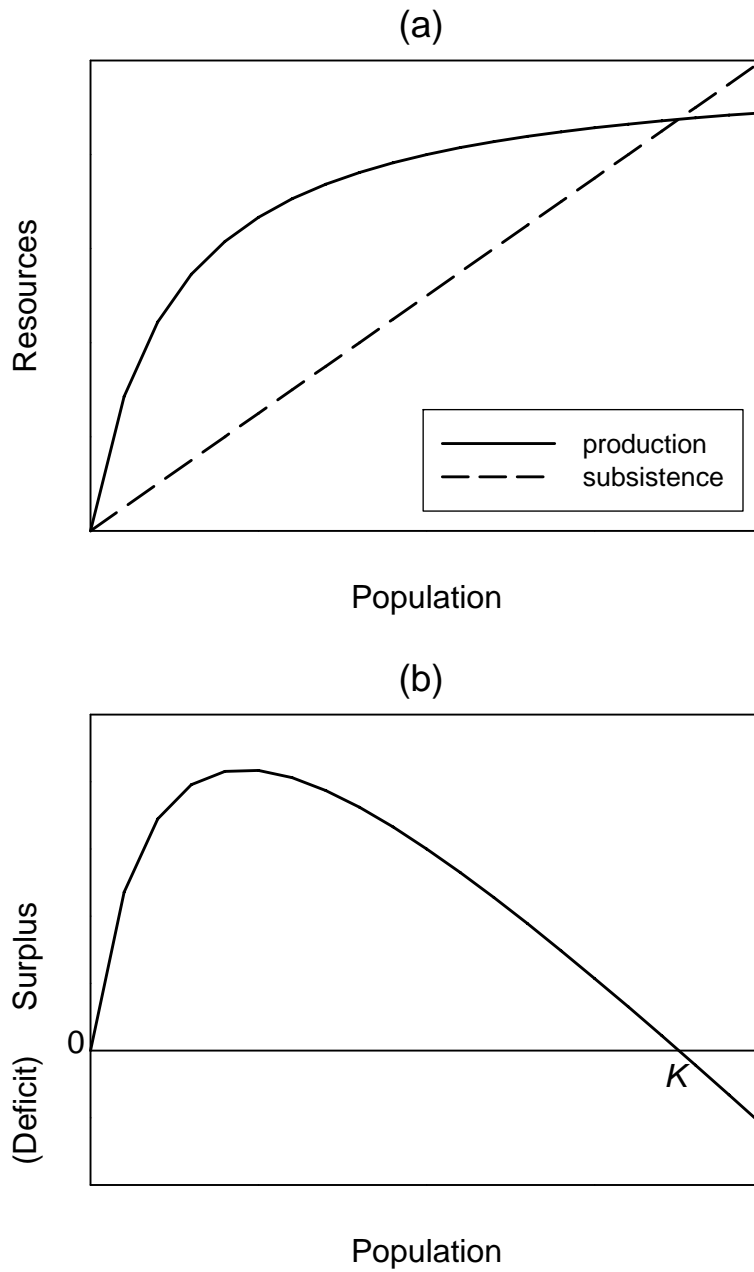 (a)
Resources
production
subsistence
Population
(b)
Surplus
0
(Deficit)
K
Population